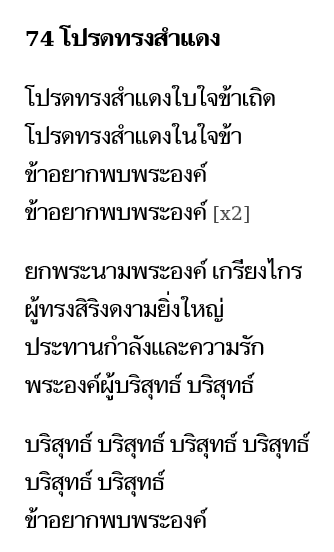 74 โปรดทรงสำแดง
โปรดทรงสำแดงใบใจข้าเถิด
โปรดทรงสำแดงในใจข้า
ข้าอยากพบพระองค์
ข้าอยากพบพระองค์ [x2]
ยกพระนามพระองค์ เกรียงไกร
ผู้ทรงสิริงดงามยิ่งใหญ่
ประทานกำลังและความรัก
พระองค์ผู้บริสุทธ์ บริสุทธ์
บริสุทธ์ บริสุทธ์ บริสุทธ์ บริสุทธ์
บริสุทธ์ บริสุทธ์
ข้าอยากพบพระองค์